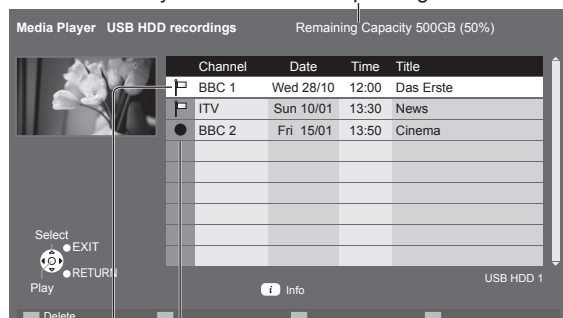 Media Player USB HDD recordings
Remaining Capacity 500GB (50%)
Channel Date Time Title
BBC 1 Wed 28/10 12:00 Das Erste
ITV Sun 10/01 13:30 News
BBC 2 Fri 15/01 13:50 Cinema
Select
EXIT
RETURN
Play
i Info
USB HDD 1
Delete